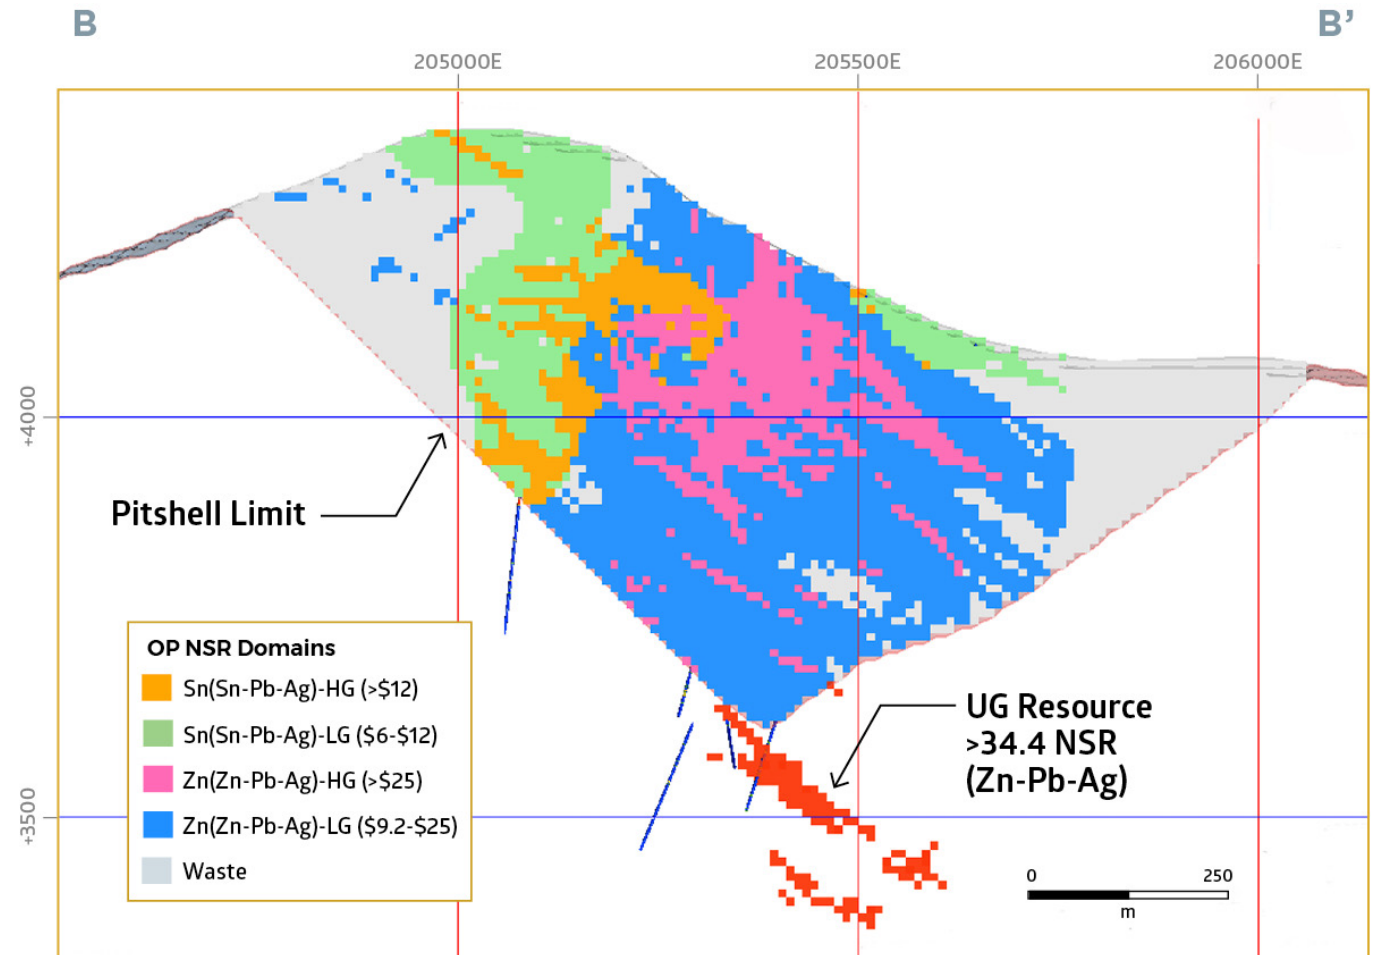 B
B’
205000E
205500E
206000E
+4000
Pitshell Limit
OP NSR Domains
Sn(Sn-Pb-Ag)-HG (>$12)
Sn(Sn-Pb-Ag)-LG ($6-$12)
Zn(Zn-Pb-Ag)-HG (>$25)
Zn(Zn-Pb-Ag)-LG ($9.2-$25)
Waste
UG Resource
>34.4 NSR
(Zn-Pb-Ag)
+3500
0
250
m